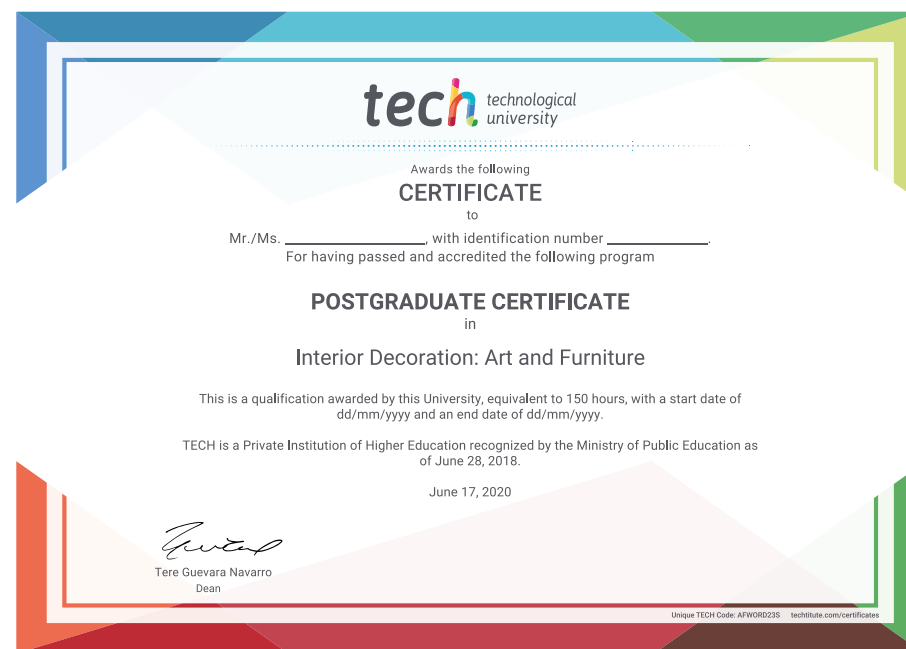 tech technological
university
Awards the following
CERTIFICATE
to
Mr./Ms. ____________________, with identification number ______________.
For having passed and accredited the following program
POSTGRADUATE CERTIFICATE
in
Interior Decoration: Art and Furniture
This is a qualification awarded by this University, equivalent to 150 hours, with a start date of
dd/mm/yyyy and an end date of dd/mm/yyyy.
TECH is a Private Institution of Higher Education recognized by the Ministry of Public Education as
of June 28, 2018.
June 17, 2020
Tere Guevara Navarro
Dean
Unique TECH Code: AFWORD23S techtitute.com/certificates